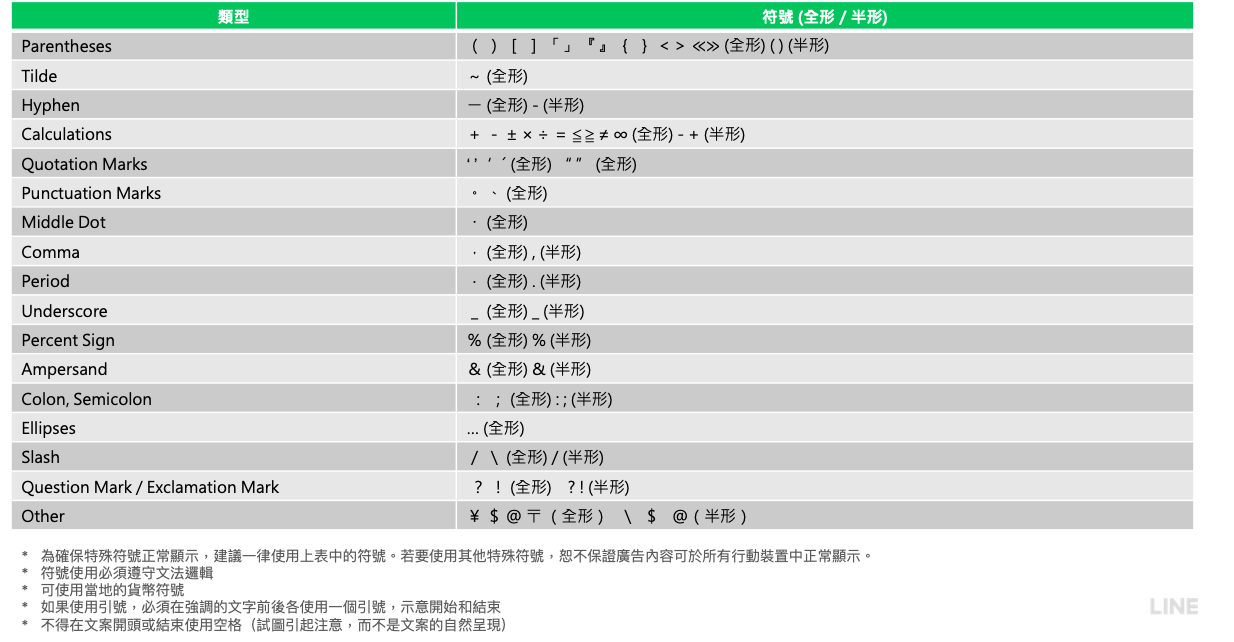 類型 符號 (全形 / 半形)
Parentheses （ ） ［ ］ 「 」 『 』 ｛ ｝ < > ≪≫ (全形) ( ) (半形)
Tilde ~ (全形)
Hyphen － (全形) - (半形)
Calculations + - ± × ÷ = ≦≧ ≠ ∞ (全形) - + (半形)
Quotation Marks ‘ ’ ‘ ´ (全形) “ ” (全形)
Punctuation Marks 。 、 (全形)
Middle Dot · (全形)
Comma · (全形) , (半形)
Period · (全形) . (半形)
Underscore _ (全形) _ (半形)
Percent Sign % (全形) % (半形)
Ampersand & (全形) & (半形)
Colon, Semicolon ： ； (全形) : ; (半形)
Ellipses ... (全形)
Slash / \ (全形) / (半形)
Question Mark / Exclamation Mark ？ ！ (全形) ? ! (半形)
Other ¥ $ @ 〒 ( 全形 ) \ $ @ ( 半形 )
* 為確保特殊符號正常顯示，建議一律使用上表中的符號。若要使用其他特殊符號，恕不保證廣告內容可於所有行動裝置中正常顯示。
* 符號使用必須遵守文法邏輯
* 可使用當地的貨幣符號
* 如果使用引號，必須在強調的文字前後各使用一個引號，示意開始和結束
* 不得在文案開頭或結束使用空格（試圖引起注意，而不是文案的自然呈現）
LINE